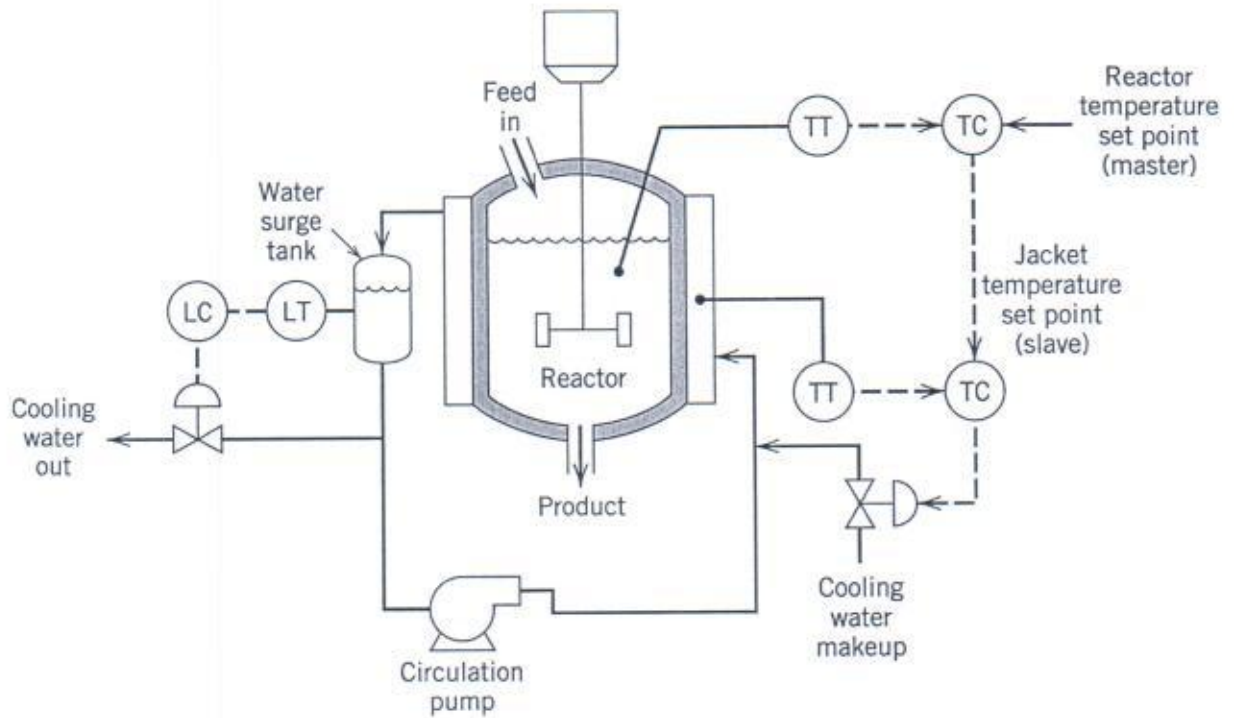 Feed
in
TT
TC
Reactor
temperature
set point
(master)
Water
surge
tank
LC
LT
Jacket
temperature
set point
(slave)
Reactor
TT
TC
Cooling
water
out
Product
Cooling
water
makeup
Circulation
pump